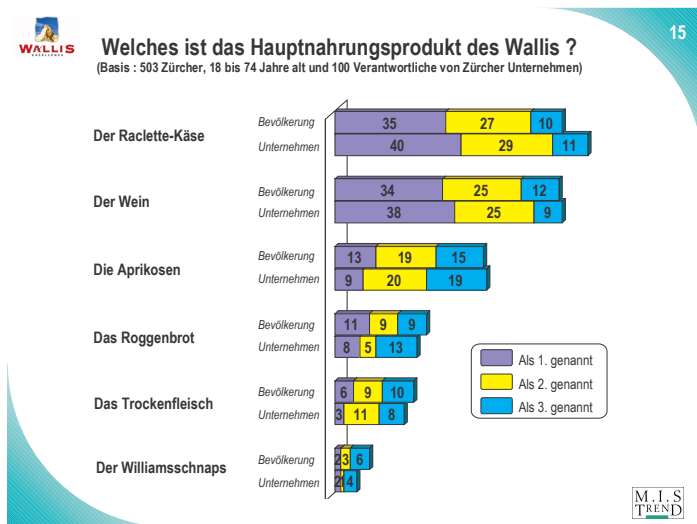 15
WALLIS
EXCELLENCE
Welches ist das Hauptnahrungsprodukt des Wallis ?
(Basis : 503 Zürcher, 18 bis 74 Jahre alt und 100 Verantwortliche von Zürcher Unternehmen)
Der Raclette-Käse
Bevölkerung 35 27 10
Unternehmen 40 29 11
Der Wein
Bevölkerung 34 25 12
Unternehmen 38 25 9
Die Aprikosen
Bevölkerung 13 19 15
Unternehmen 9 20 19
Das Roggenbrot
Bevölkerung 11 9 9
Unternehmen 8 5 13
Das Trockenfleisch
Bevölkerung 6 9 10
Unternehmen 3 11 8
Der Williamsschnaps
Bevölkerung 2 3 6
Unternehmen 2 1 4
Als 1. genannt
Als 2. genannt
Als 3. genannt
M.I.S
TREND